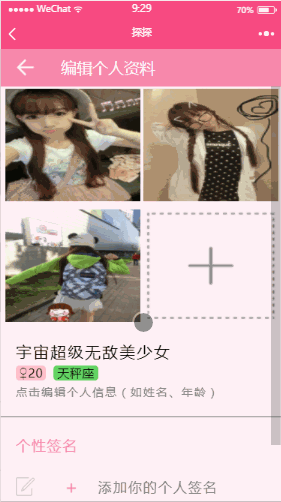 WeChat 9:29 70%
探探
编辑个人资料
宇宙超级无敌美少女
♀20 天秤座
点击编辑个人信息（如姓名、年龄）
个性签名
+ 添加你的个人签名